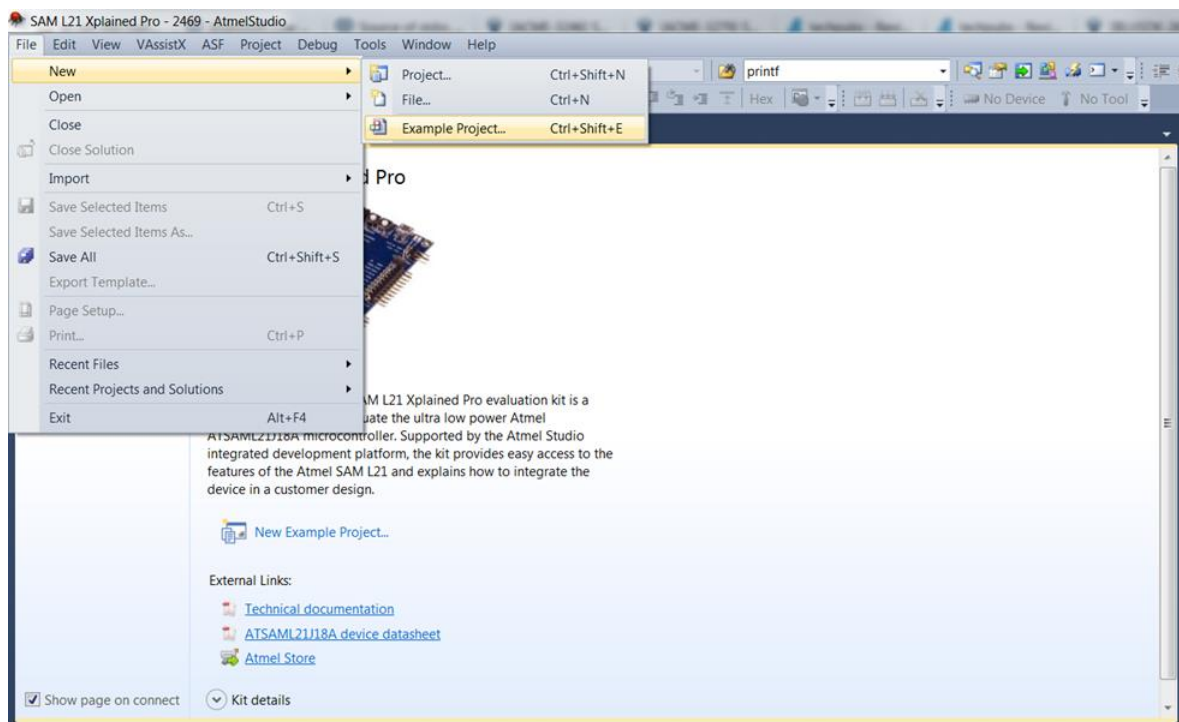 SAM L21 Xplained Pro - 2469 - AtmelStudio
File Edit View VAssistX ASF Project Debug Tools Window Help
New
Project... Ctrl+Shift+N
printf
Open
File... Ctrl+N
Hex No Device No Tool
Close
Example Project... Ctrl+Shift+E
Close Solution
Import
d Pro
Save Selected Items Ctrl+S
Save Selected Items As...
Save All Ctrl+Shift+S
Export Template...
Page Setup...
Print... Ctrl+P
Recent Files
Recent Projects and Solutions
Exit Alt+F4
AM L21 Xplained Pro evaluation kit is a
uate the ultra low power Atmel
ATSAML21J18A microcontroller. Supported by the Atmel Studio
integrated development platform, the kit provides easy access to the
features of the Atmel SAM L21 and explains how to integrate the
device in a customer design.
New Example Project...
External Links:
Technical documentation
ATSAML21J18A device datasheet
Atmel Store
Show page on connect
Kit details